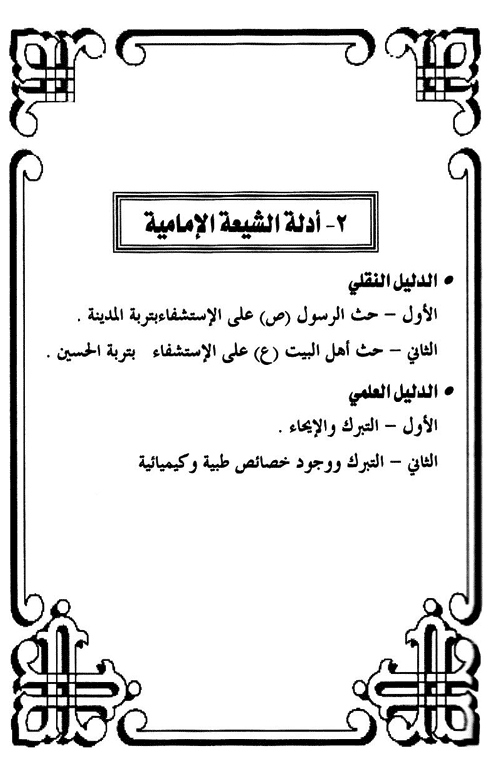 ٢- أدلة الشيعة الإمامية
• الدليل النقلي
الأول – حث الرسول (ص) على الإستشفاءبتربة المدينة .
الثاني – حث أهل البيت (ع) على الإستشفاء بتربة الحسين .
• الدليل العلمي
الأول – التبرك والإيحاء .
الثاني – التبرك ووجود خصائص طبية وكيميائية